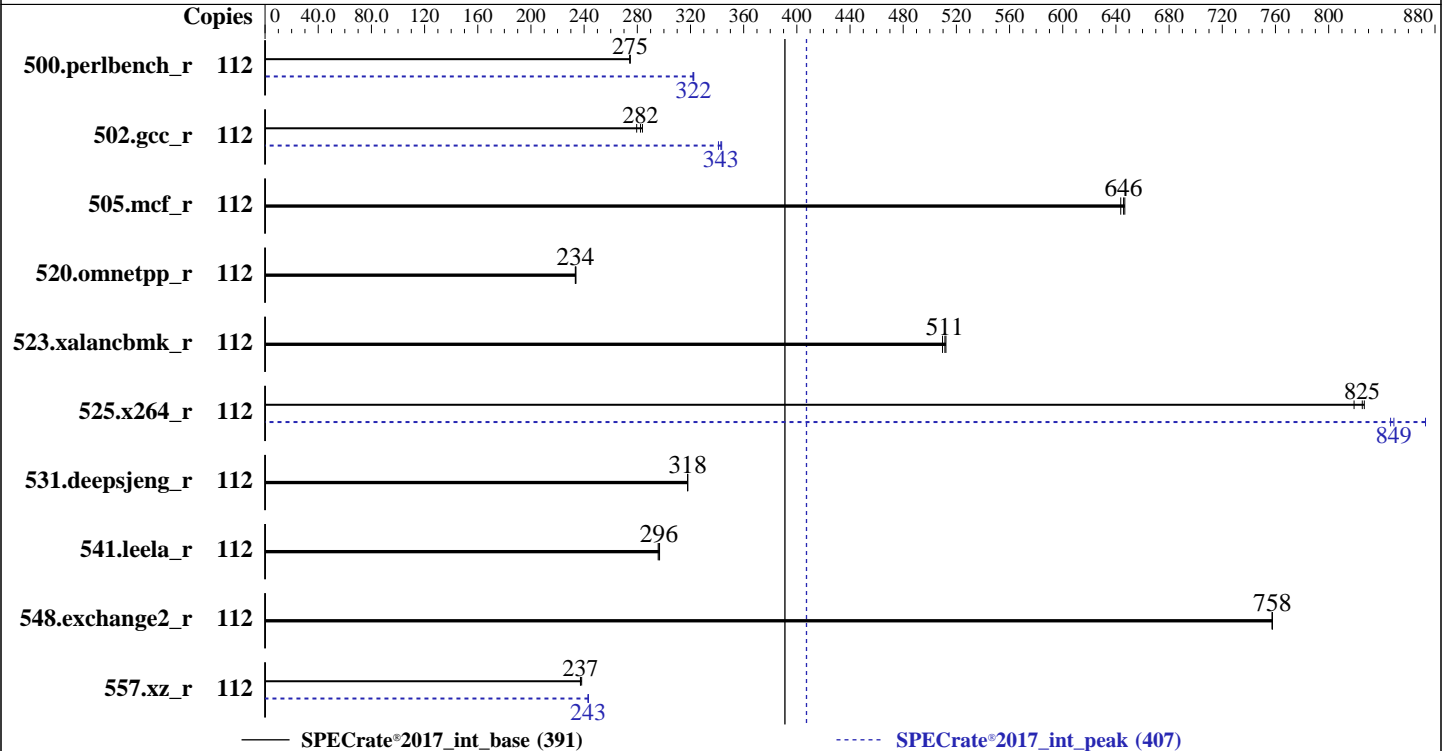 Copies 0 40.0 80.0 120 160 200 240 280 320 360 400 440 480 520 560 600 640 680 720 760 800 880
500.perlbench_r 112 275
322
502.gcc_r 112 282
343
505.mcf_r 112 646
520.omnetpp_r 112 234
523.xalancbmk_r 112 511
525.x264_r 112 825
849
531.deepsjeng_r 112 318
541.leela_r 112 296
548.exchange2_r 112 758
557.xz_r 112 237
243
SPECrate®2017_int_base (391) SPECrate®2017_int_peak (407)